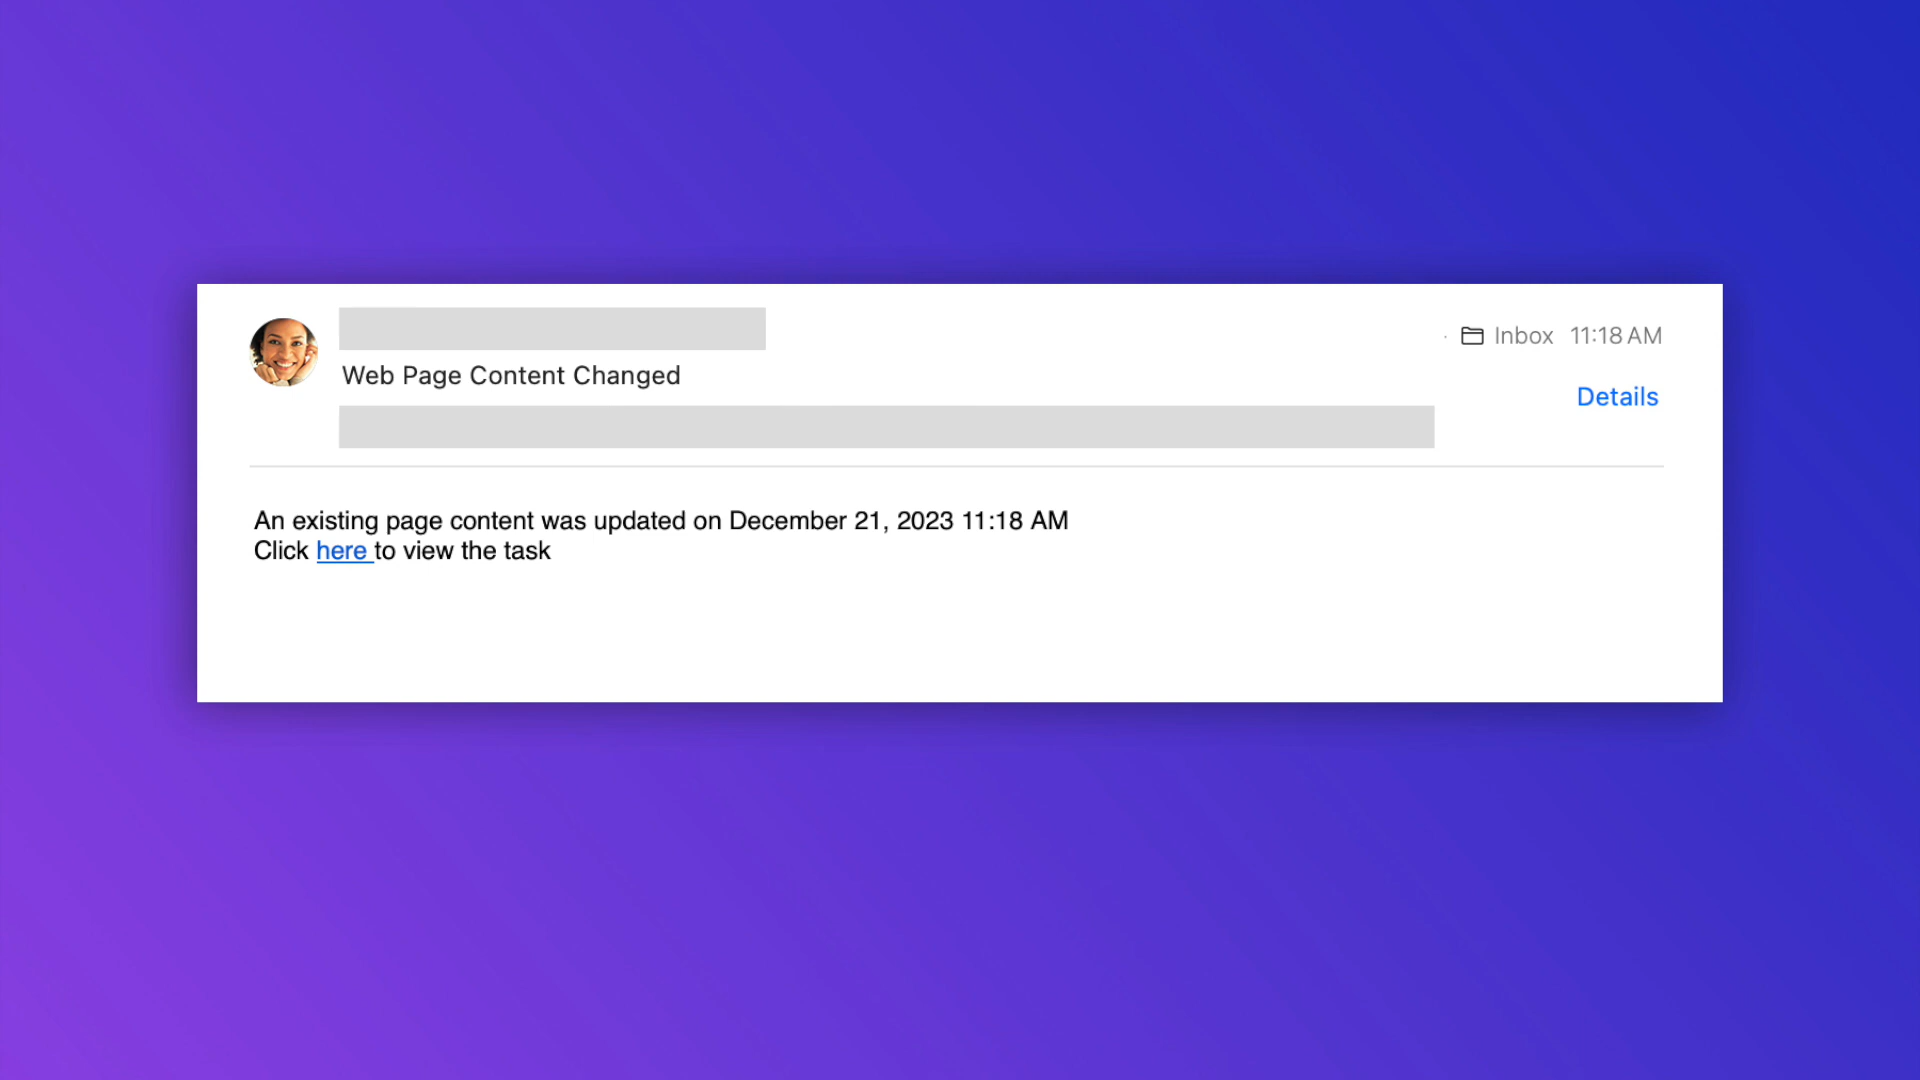 Inbox 11:18 AM
Web Page Content Changed
Details
An existing page content was updated on December 21, 2023 11:18 AM
Click here to view the task